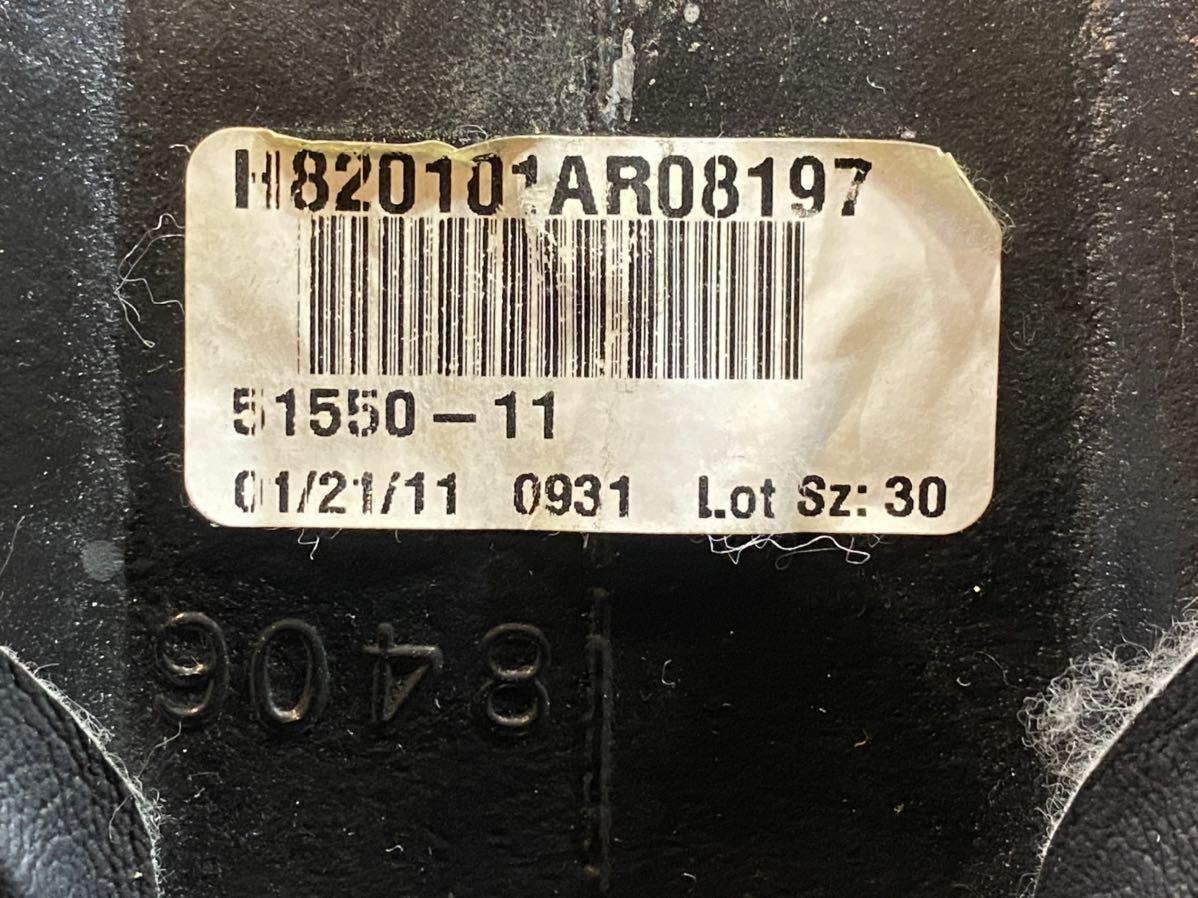 H820101AR08197
51550-11
01/21/11 0931 Lot Sz: 30
8406